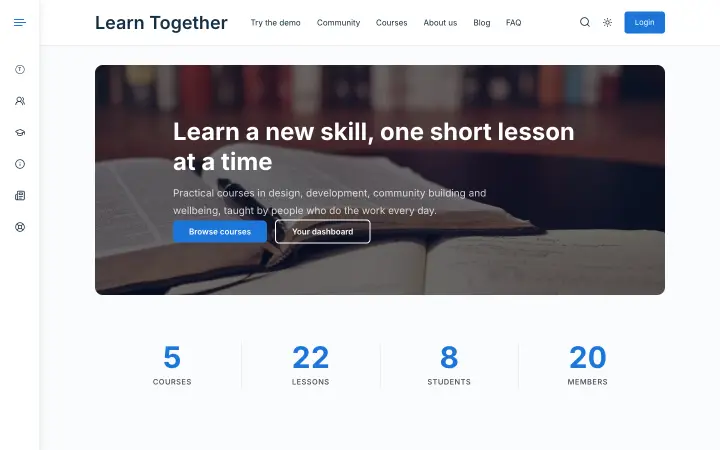 Learn Together
Try the demo
Community
Courses
About us
Blog
FAQ
Login
Learn a new skill, one short lesson
at a time
Practical courses in design, development, community building and
wellbeing, taught by people who do the work every day.
Browse courses
Your dashboard
5
COURSES
22
LESSONS
8
STUDENTS
20
MEMBERS